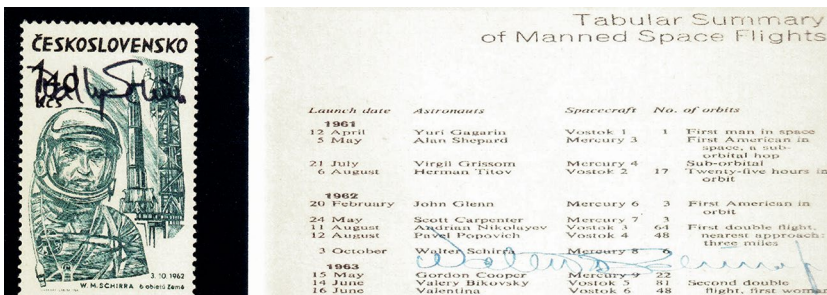 ČESKOSLOVENSKO
KČS
3.10.1962
W. M. SCHIRRA 6 obletů Země
Tabular Summary
of Manned Space Flights
Launch date Astronauts Spacecraft No. of orbits
1961
12 April Yuri Gagarin Vostok 1 1 First man in space
5 May Alan Shepard Mercury 3 First American in
space, a sub-
orbital hop
21 July Virgil Grissom Mercury 4 Sub-orbital
6 August Herman Titov Vostok 2 17 Twenty-five hours in
orbit
1962
20 February John Glenn Mercury 6 3 First American in
orbit
24 May Scott Carpenter Mercury 7 3
11 August Andrian Nikolayev Vostok 3 64 First double flight,
12 August Pavel Popovich Vostok 4 48 nearest approach:
three miles
3 October Walter Schirra Mercury 8 6
1963
15 May Gordon Cooper Mercury 9 22
14 June Valery Bikovsky Vostok 5 81 Second double
16 June Valentina Vostok 6 48 flight, first woman